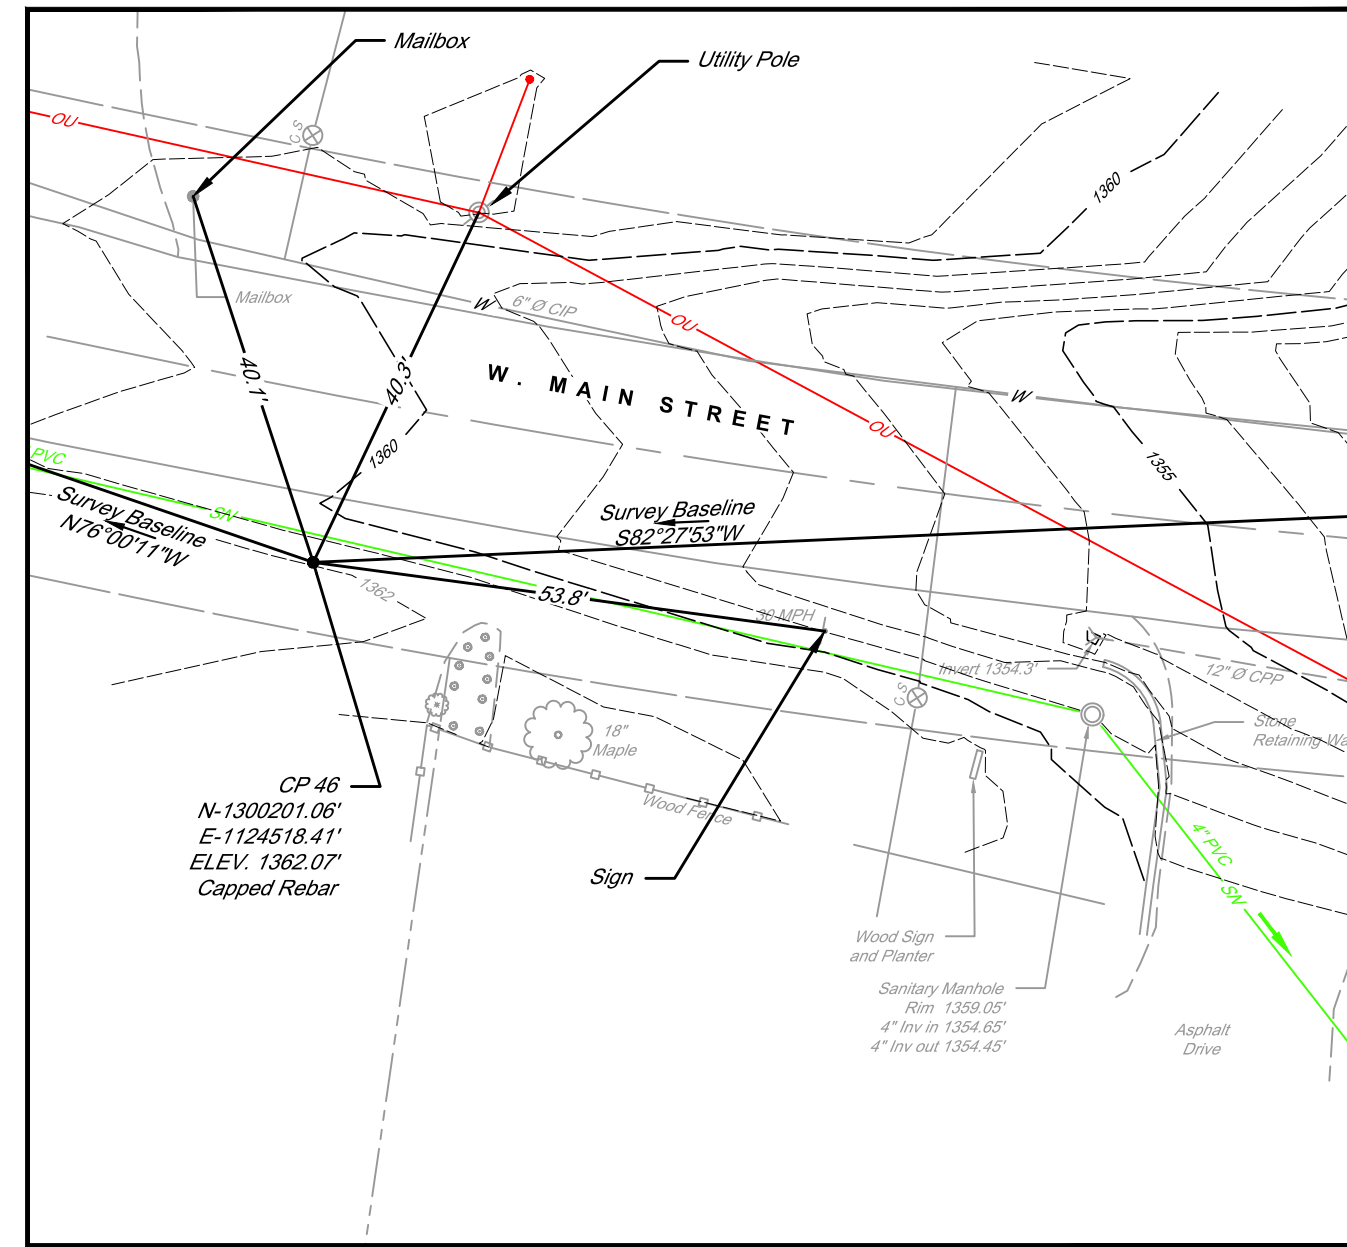 Mailbox
Utility Pole
OU
C.S
1360
Mailbox
W
6" Ø CIP
OU
40.1'
40.3'
W. MAIN STREET
W
OU
1360
1355
PVC
SN
Survey Baseline
N76°00'11"W
Survey Baseline
S82°27'53"W
1362
53.8'
30 MPH
Invert 1354.3'
12" Ø CPP
C.S
Stone
Retaining Wa
18"
Maple
Wood Fence
CP 46
N-1300201.06'
E-1124518.41'
ELEV. 1362.07'
Capped Rebar
Sign
4" PVC
SN
Wood Sign
and Planter
Sanitary Manhole
Rim 1359.05'
4" Inv in 1354.65'
4" Inv out 1354.45'
Asphalt
Drive